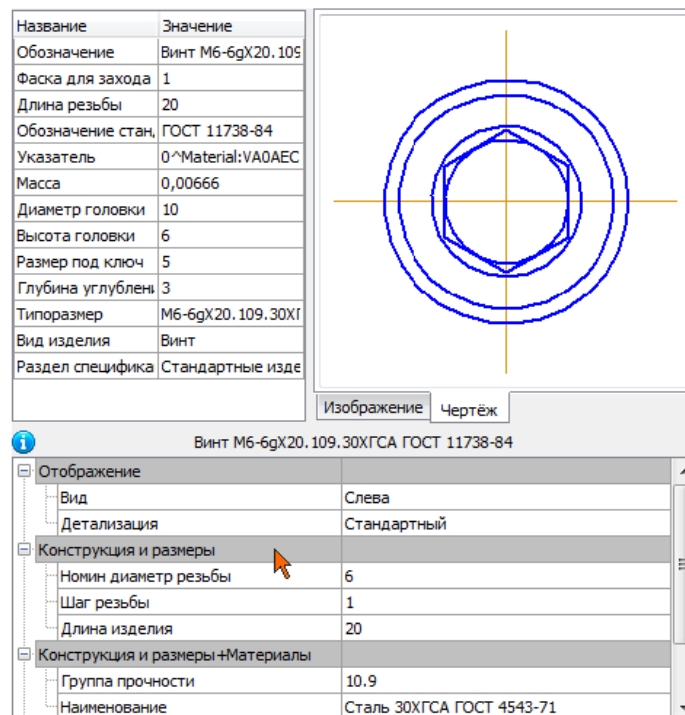 Название Значение
Обозначение Винт М6-6gX20.109
Фаска для захода 1
Длина резьбы 20
Обозначение стан, ГОСТ 11738-84
Указатель 0^Material:VA0AEC
Масса 0,00666
Диаметр головки 10
Высота головки 6
Размер под ключ 5
Глубина углублени 3
Типоразмер М6-6gX20.109.30ХГ
Вид изделия Винт
Раздел специфика Стандартные изде
Изображение Чертёж
Винт М6-6gX20.109.30ХГСА ГОСТ 11738-84
Отображение
Вид Слева
Детализация Стандартный
Конструкция и размеры
Номин диаметр резьбы 6
Шаг резьбы 1
Длина изделия 20
Конструкция и размеры+Материалы
Группа прочности 10.9
Наименование Сталь 30ХГСА ГОСТ 4543-71